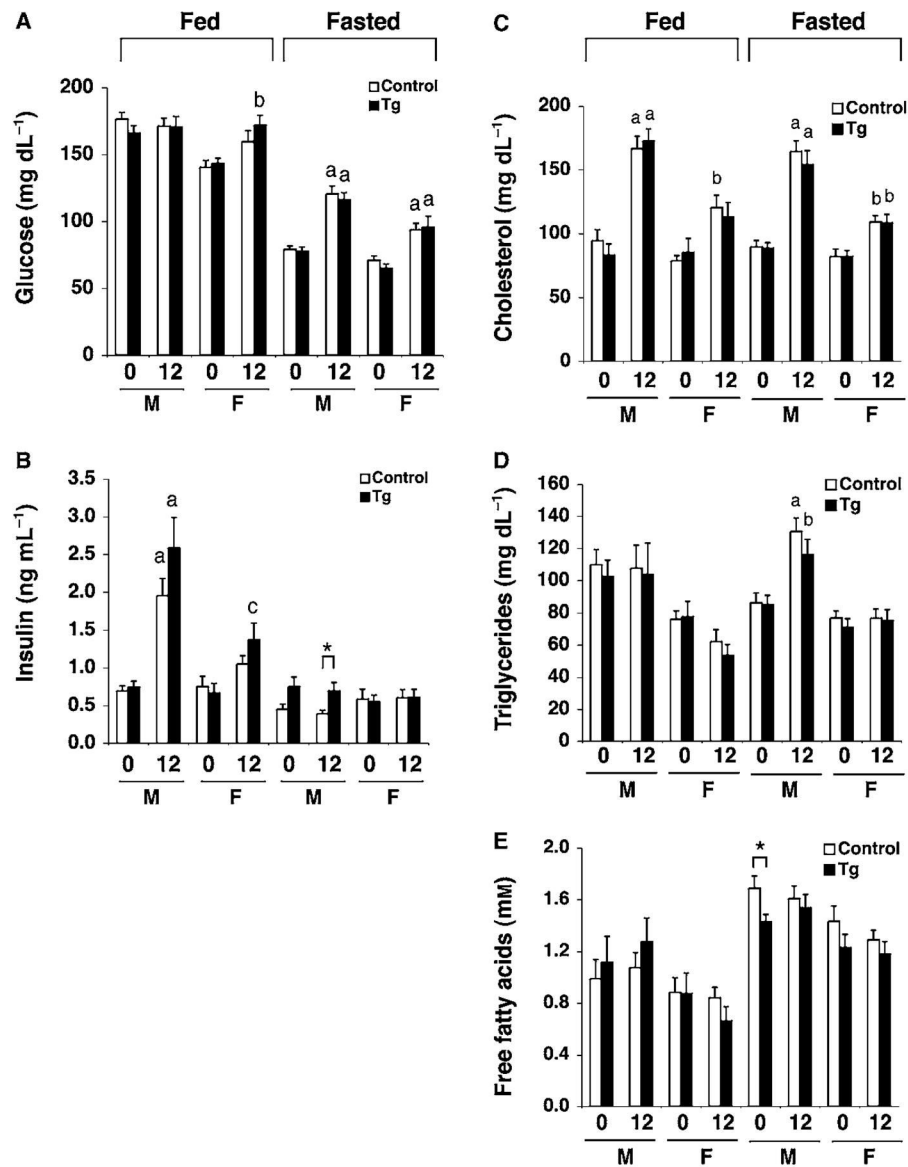 A
Fed
Fasted
Glucose (mg dL⁻¹)
200
150
100
50
0
Control
Tg
b
a a
a a
0 12 0 12 0 12 0 12
M F M F
B
Insulin (ng mL⁻¹)
3.5
3.0
2.5
2.0
1.5
1.0
0.5
0.0
Control
Tg
a
a
c
*
0 12 0 12 0 12 0 12
M F M F
C
Fed
Fasted
Cholesterol (mg dL⁻¹)
200
150
100
50
0
Control
Tg
a a
b
a a
b b
0 12 0 12 0 12 0 12
M F M F
D
Triglycerides (mg dL⁻¹)
160
140
120
100
80
60
40
20
0
Control
Tg
a
b
0 12 0 12 0 12 0 12
M F M F
E
Free fatty acids (mM)
2.0
1.6
1.2
0.8
0.4
0.0
Control
Tg
*
0 12 0 12 0 12 0 12
M F M F